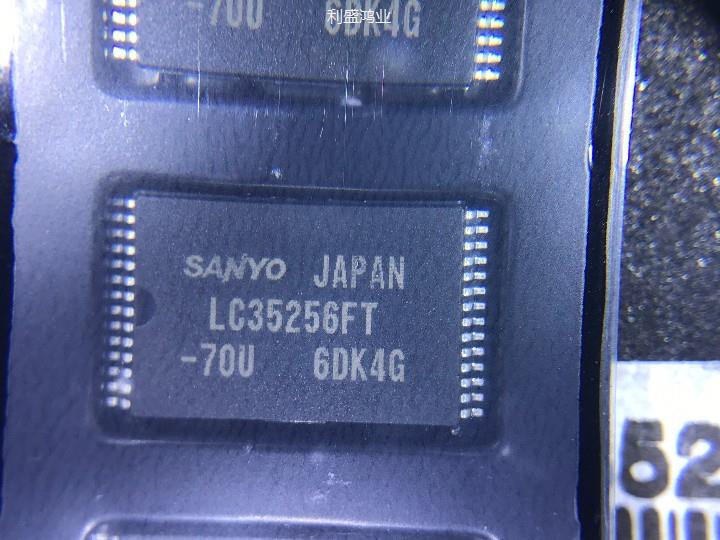 利盛鸿业
-70U 6DK4G
SANYO JAPAN
LC35256FT
-70U 6DK4G
52